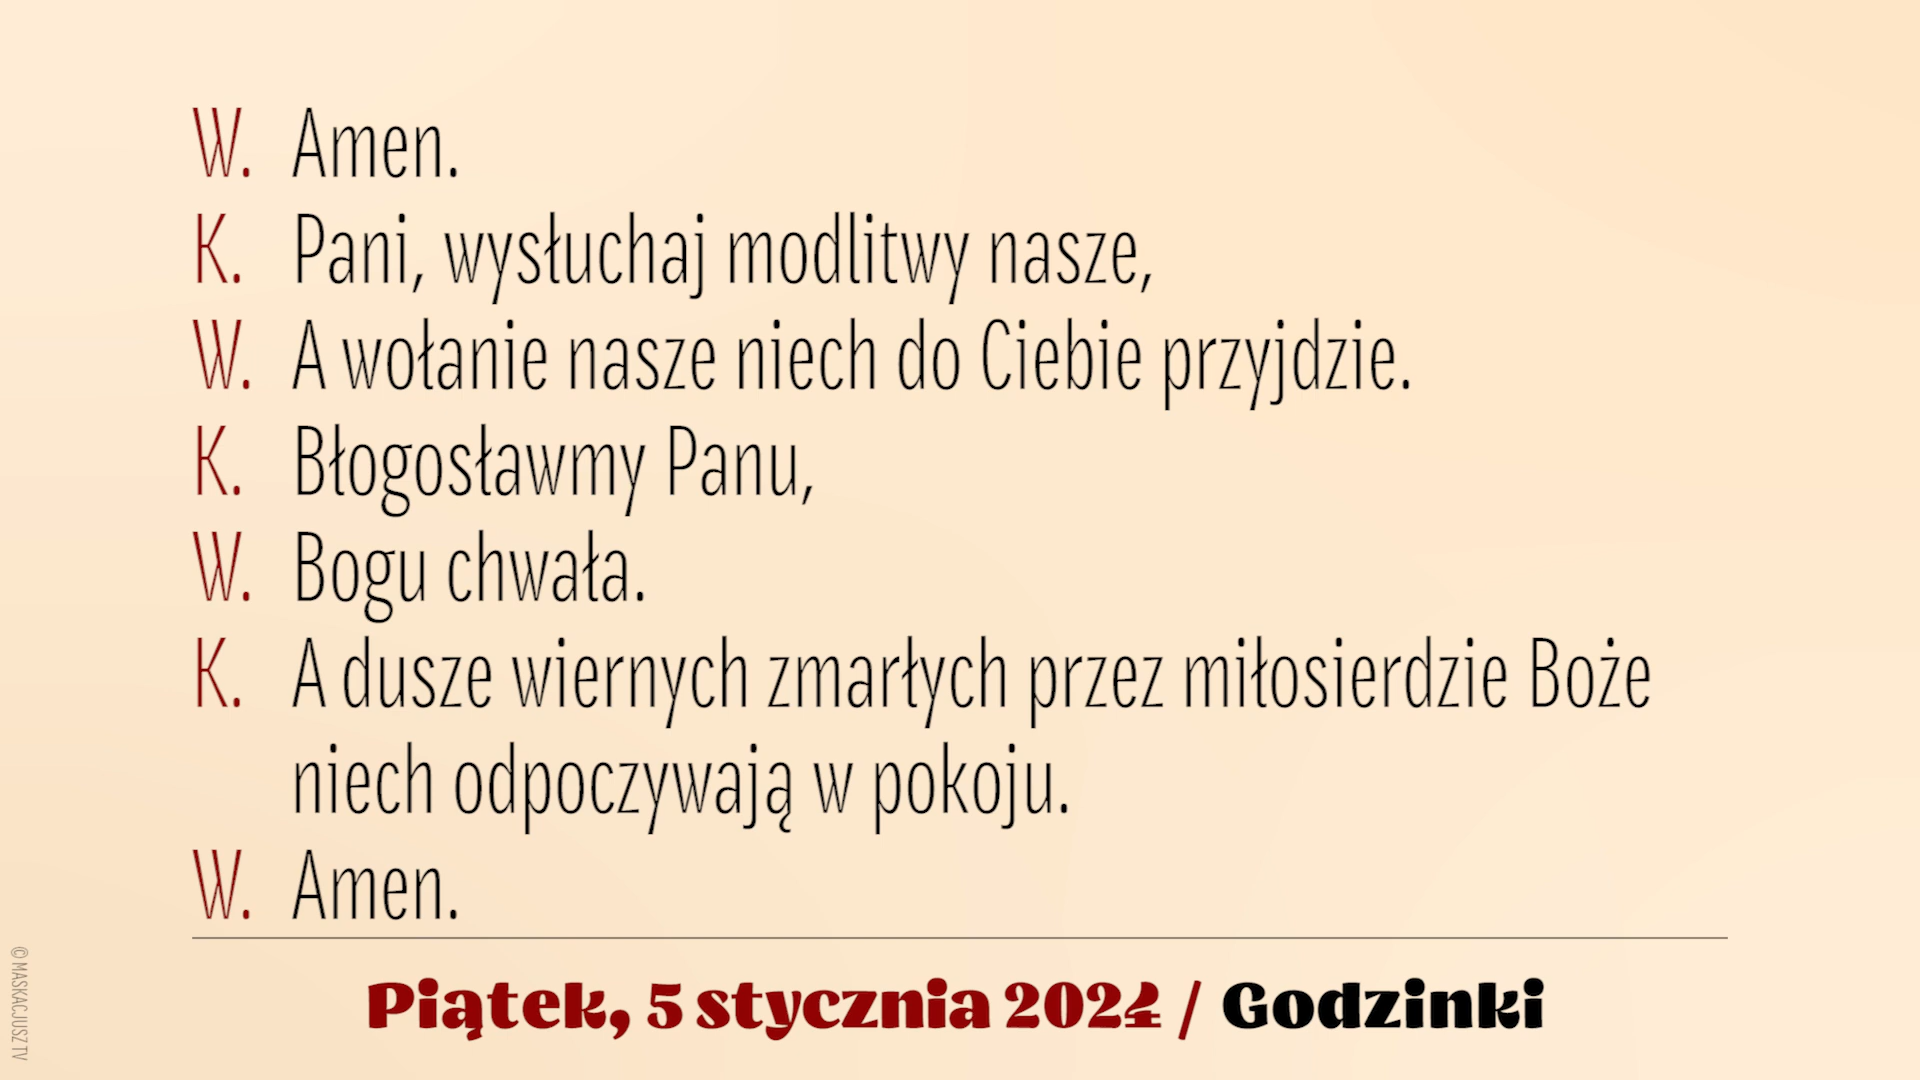 W. Amen.
K. Pani, wysłuchaj modlitwy nasze,
W. A wołanie nasze niech do Ciebie przyjdzie.
K. Błogosławmy Panu,
W. Bogu chwała.
K. A dusze wiernych zmarłych przez miłosierdzie Boże
niech odpoczywają w pokoju.
W. Amen.
Piątek, 5 stycznia 2024 / Godzinki
© MASKACJUSZ TV